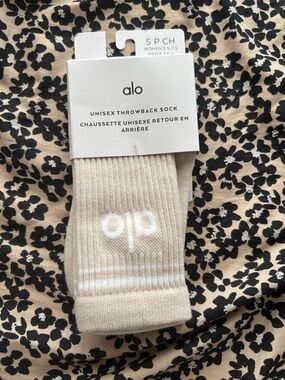 S P CH
WOMEN'S 5-7.5
alo
UNISEX THROWBACK SOCK
CHAUSSETTE UNISEXE RETOUR EN
ARRIÈRE
alo